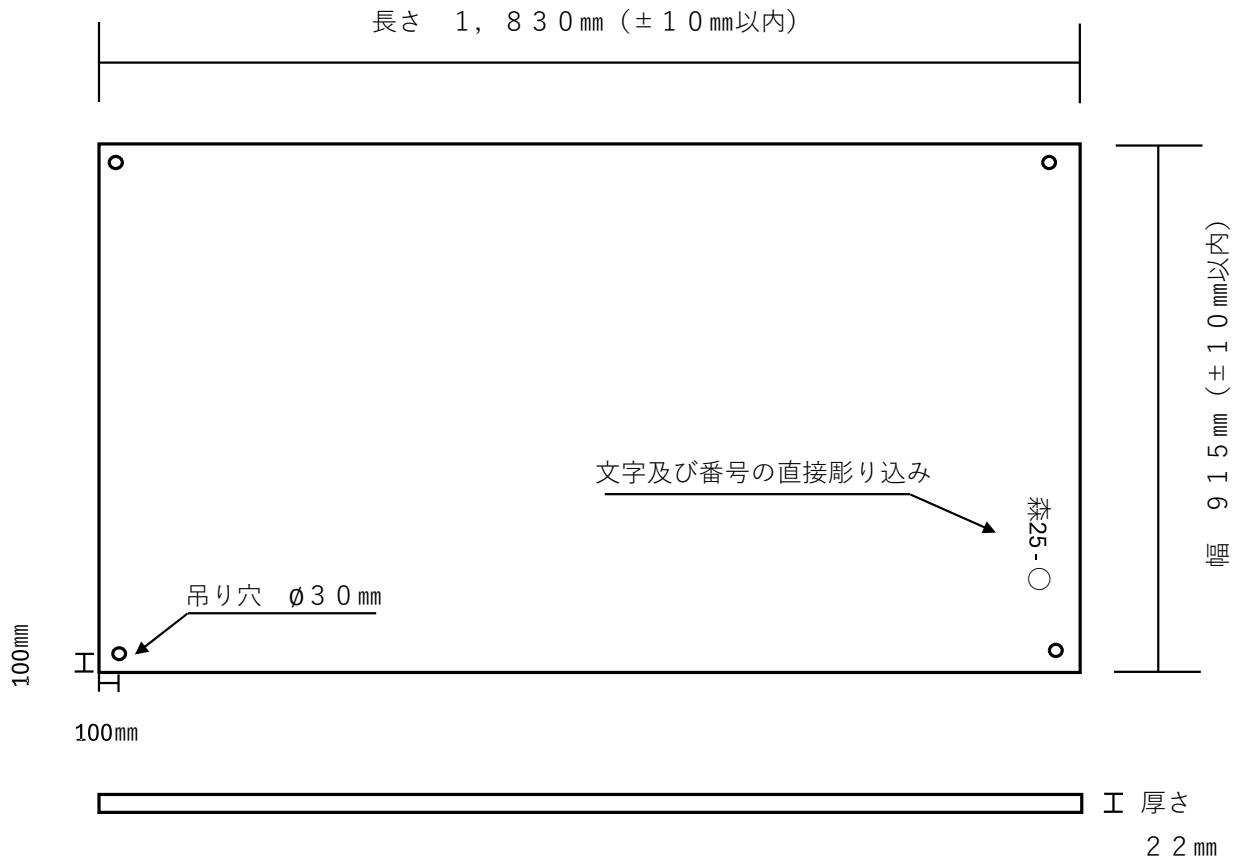 長さ　１，８３０㎜（±１０㎜以内）
幅　９１５㎜（±１０㎜以内）
文字及び番号の直接彫り込み
森25-○
吊り穴　φ３０㎜
100㎜
100㎜
厚さ
２２㎜